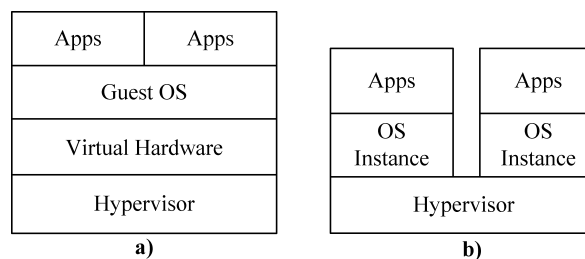 Apps Apps
Guest OS
Virtual Hardware
Hypervisor
a)
Apps Apps
OS OS
Instance Instance
Hypervisor
b)